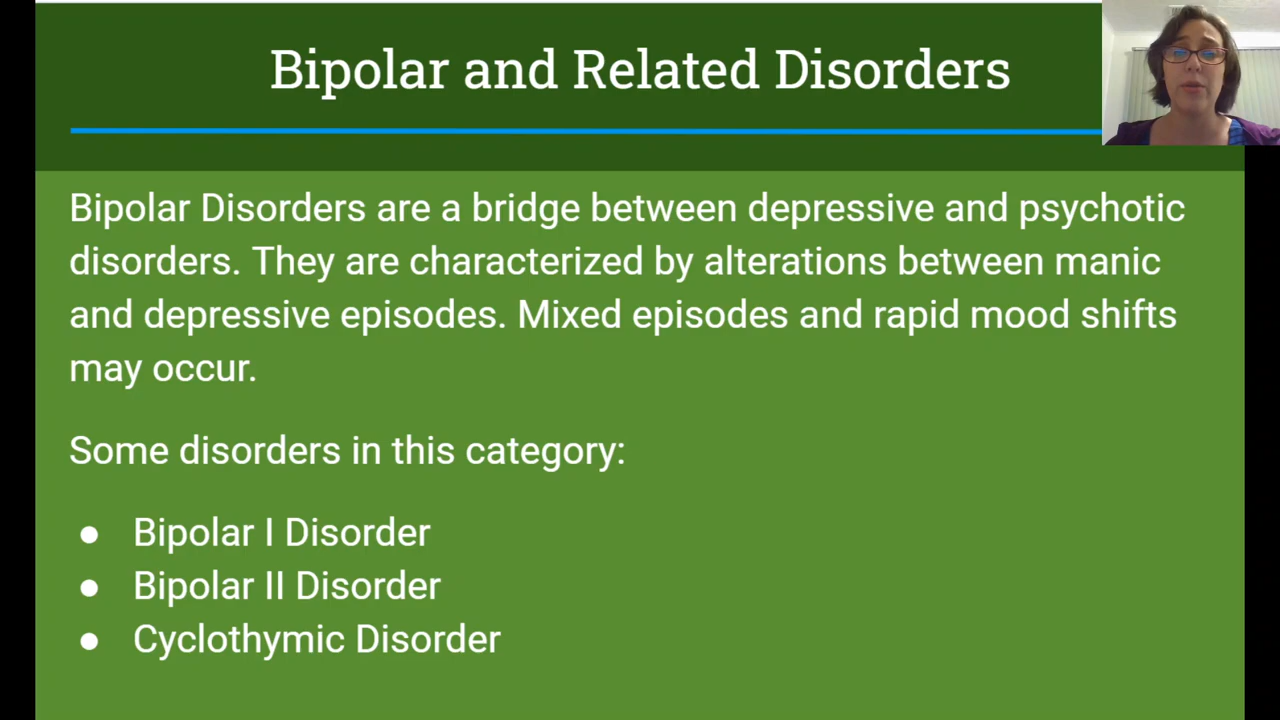 Bipolar and Related Disorders
Bipolar Disorders are a bridge between depressive and psychotic
disorders. They are characterized by alterations between manic
and depressive episodes. Mixed episodes and rapid mood shifts
may occur.
Some disorders in this category:
● Bipolar I Disorder
● Bipolar II Disorder
● Cyclothymic Disorder